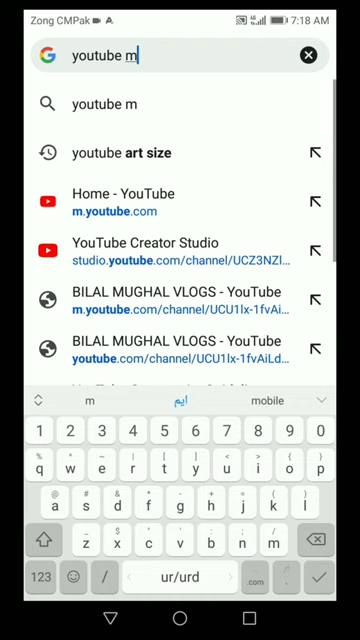 Zong CMPak 7:18 AM
youtube m
youtube m
youtube art size
Home - YouTube
m.youtube.com
YouTube Creator Studio
studio.youtube.com/channel/UCZ3NZI...
BILAL MUGHAL VLOGS - YouTube
m.youtube.com/channel/UCU1lx-1fvAi...
BILAL MUGHAL VLOGS - YouTube
youtube.com/channel/UCU1lx-1fvAiLd...
m ایم mobile
1 2 3 4 5 6 7 8 9 0
% ^ ~ | [ ] < > { }
q w e r t y u i o p
@ # & * - + = ( )
a s d f g h j k l
_ $ " ' : ; /
z x c v b n m
123 / ur/urd .com